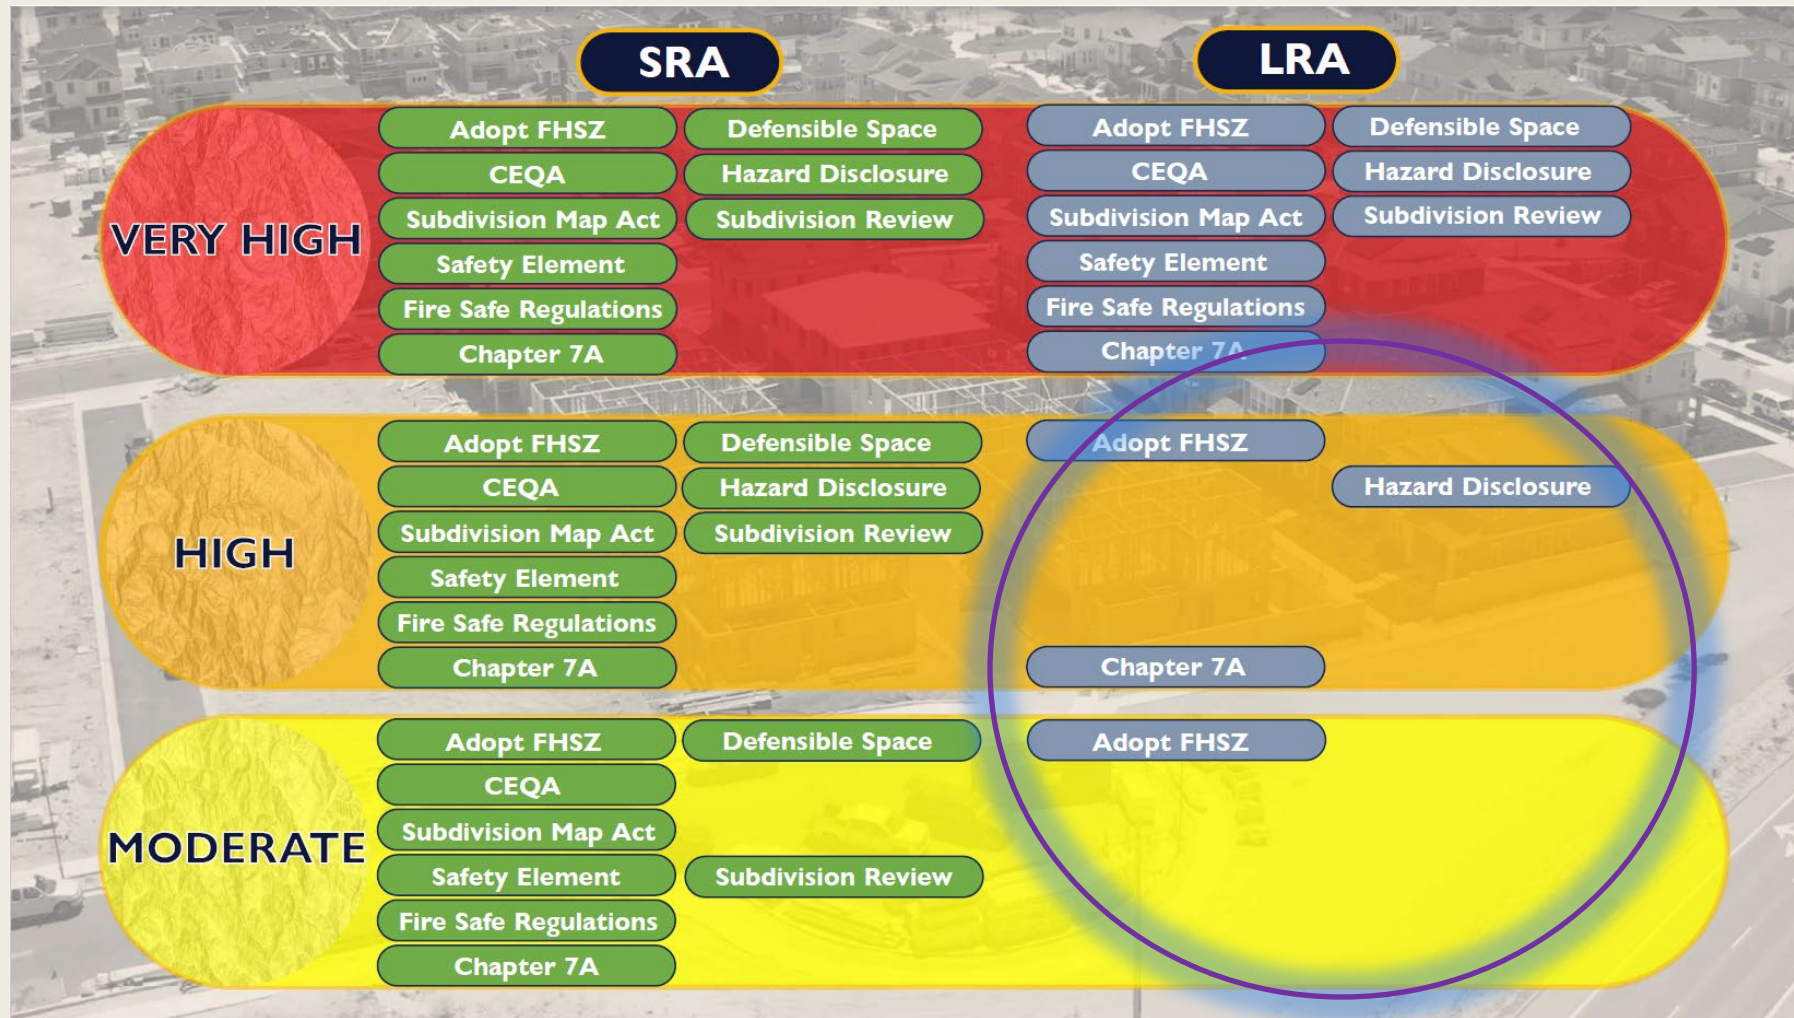 SRA
LRA
VERY HIGH
Adopt FHSZ
Defensible Space
CEQA
Hazard Disclosure
Subdivision Map Act
Subdivision Review
Safety Element
Fire Safe Regulations
Chapter 7A
Adopt FHSZ
Defensible Space
CEQA
Hazard Disclosure
Subdivision Map Act
Subdivision Review
Safety Element
Fire Safe Regulations
Chapter 7A
HIGH
Adopt FHSZ
Defensible Space
CEQA
Hazard Disclosure
Subdivision Map Act
Subdivision Review
Safety Element
Fire Safe Regulations
Chapter 7A
Adopt FHSZ
Hazard Disclosure
Chapter 7A
MODERATE
Adopt FHSZ
Defensible Space
CEQA
Subdivision Map Act
Safety Element
Subdivision Review
Fire Safe Regulations
Chapter 7A
Adopt FHSZ